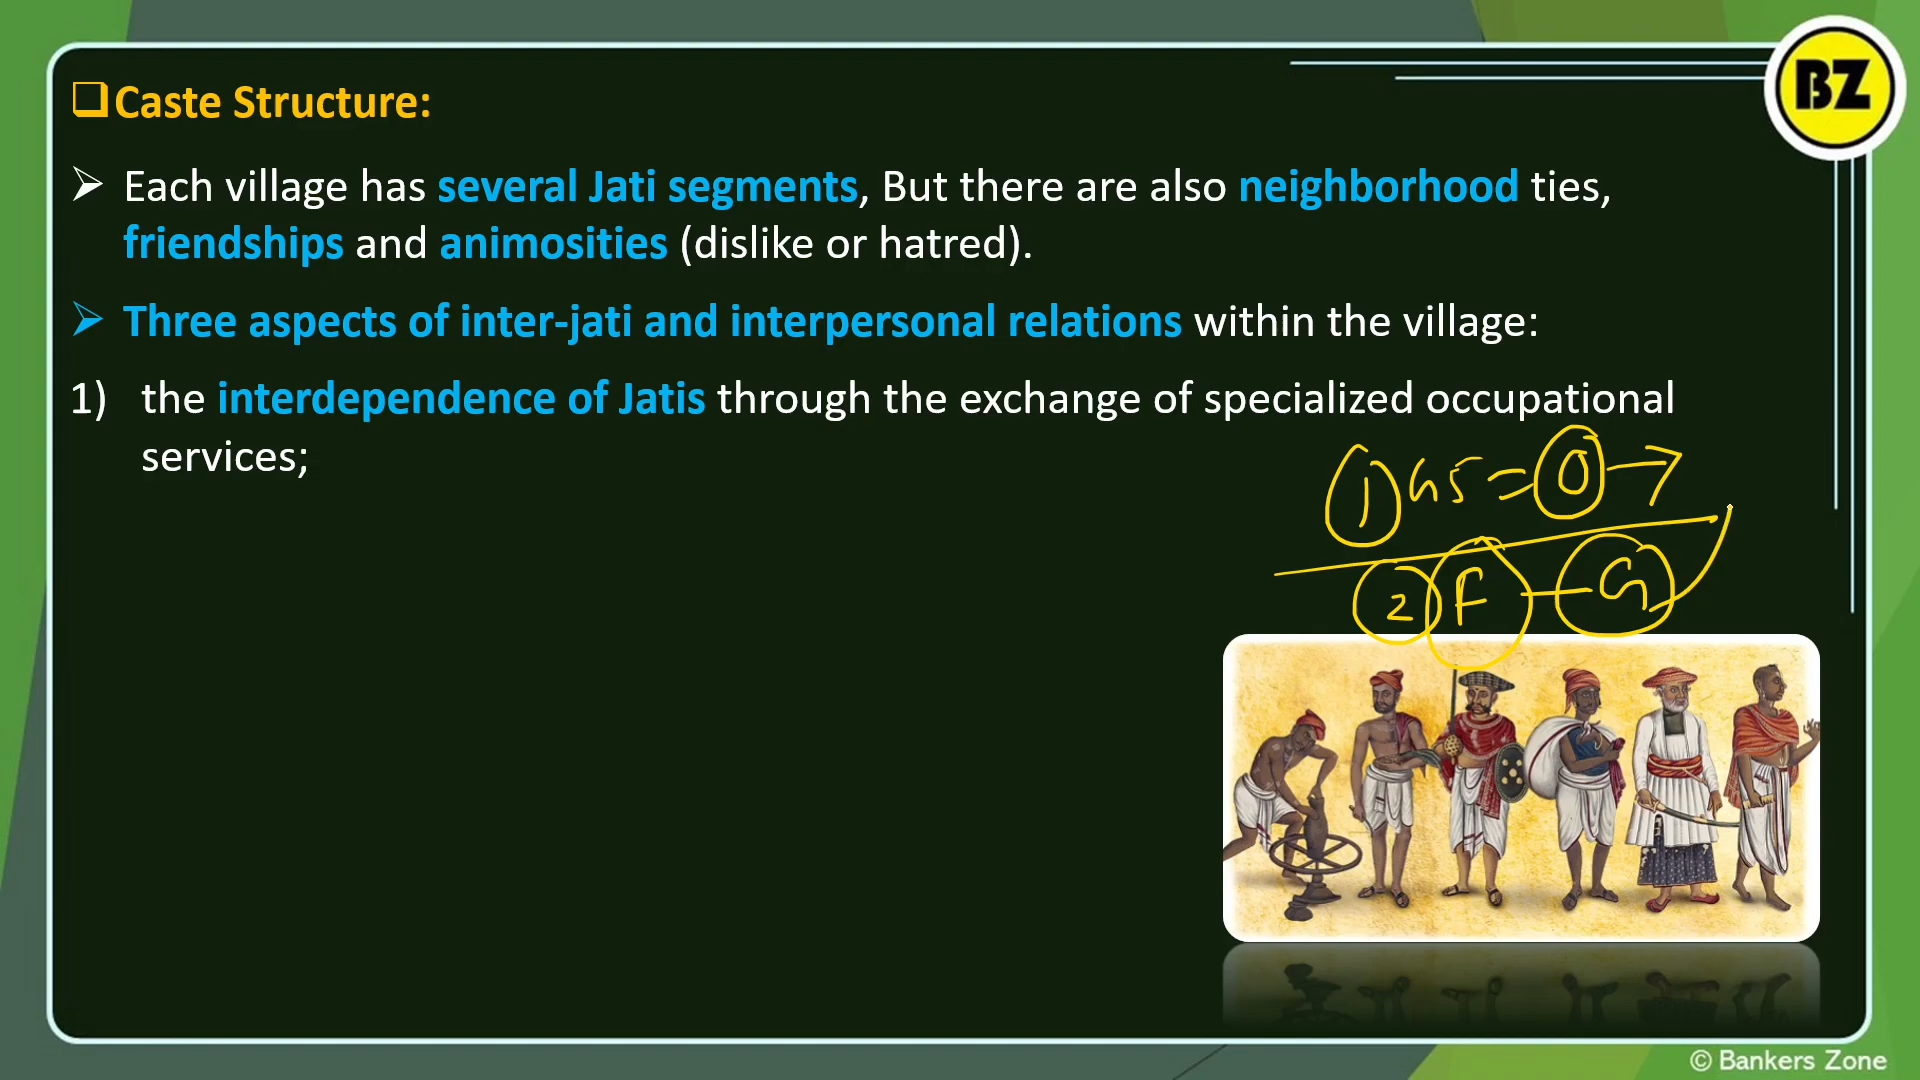 BZ
Caste Structure:
Each village has several Jati segments, But there are also neighborhood ties,
friendships and animosities (dislike or hatred).
Three aspects of inter-jati and interpersonal relations within the village:
1) the interdependence of Jatis through the exchange of specialized occupational
services;
1
2 F
© Bankers Zone